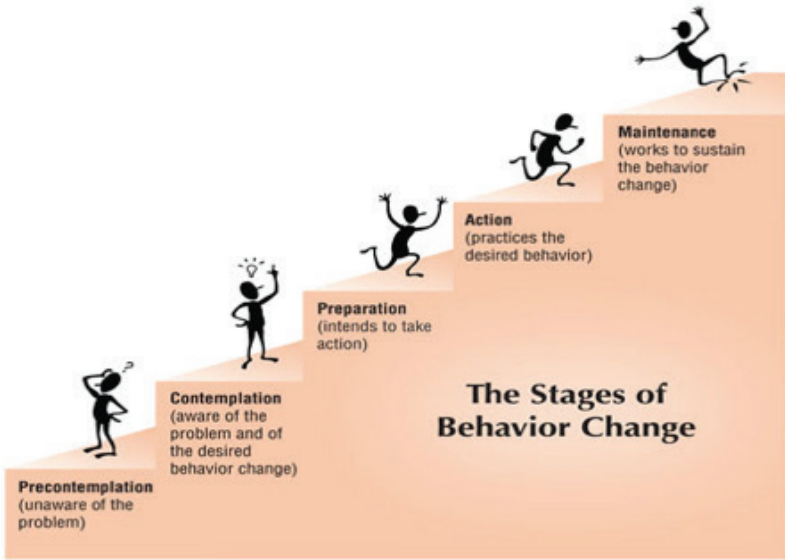 Maintenance
(works to sustain
the behavior
change)
Action
(practices the
desired behavior)
Preparation
(intends to take
action)
Contemplation
(aware of the
problem and of
the desired
behavior change)
Precontemplation
(unaware of the
problem)
The Stages of
Behavior Change